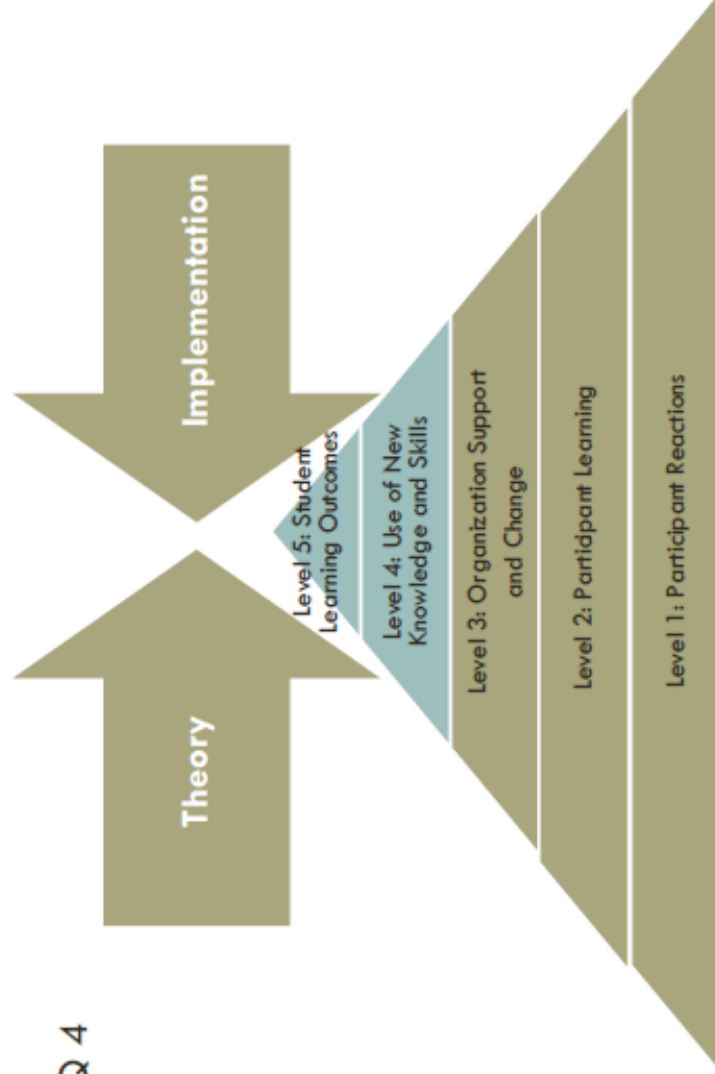 Q 4
Theory
Implementation
Level 5: Student
Learning Outcomes
Level 4: Use of New
Knowledge and Skills
Level 3: Organization Support
and Change
Level 2: Participant Learning
Level 1: Participant Reactions